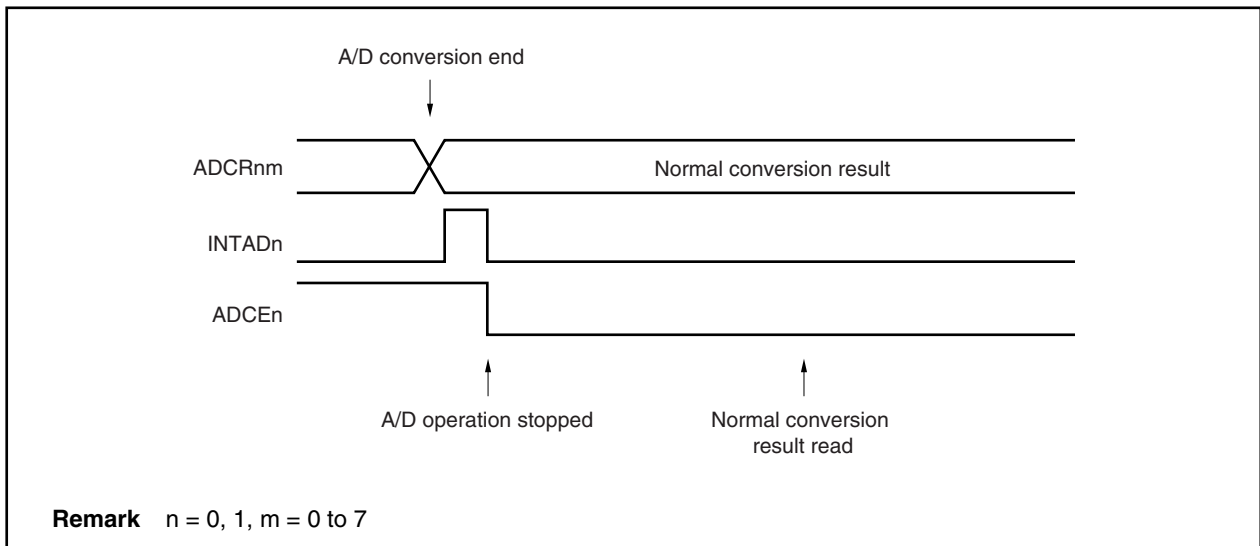 A/D conversion end
ADCRnm
Normal conversion result
INTADn
ADCEn
A/D operation stopped
Normal conversion
result read
Remark n = 0, 1, m = 0 to 7